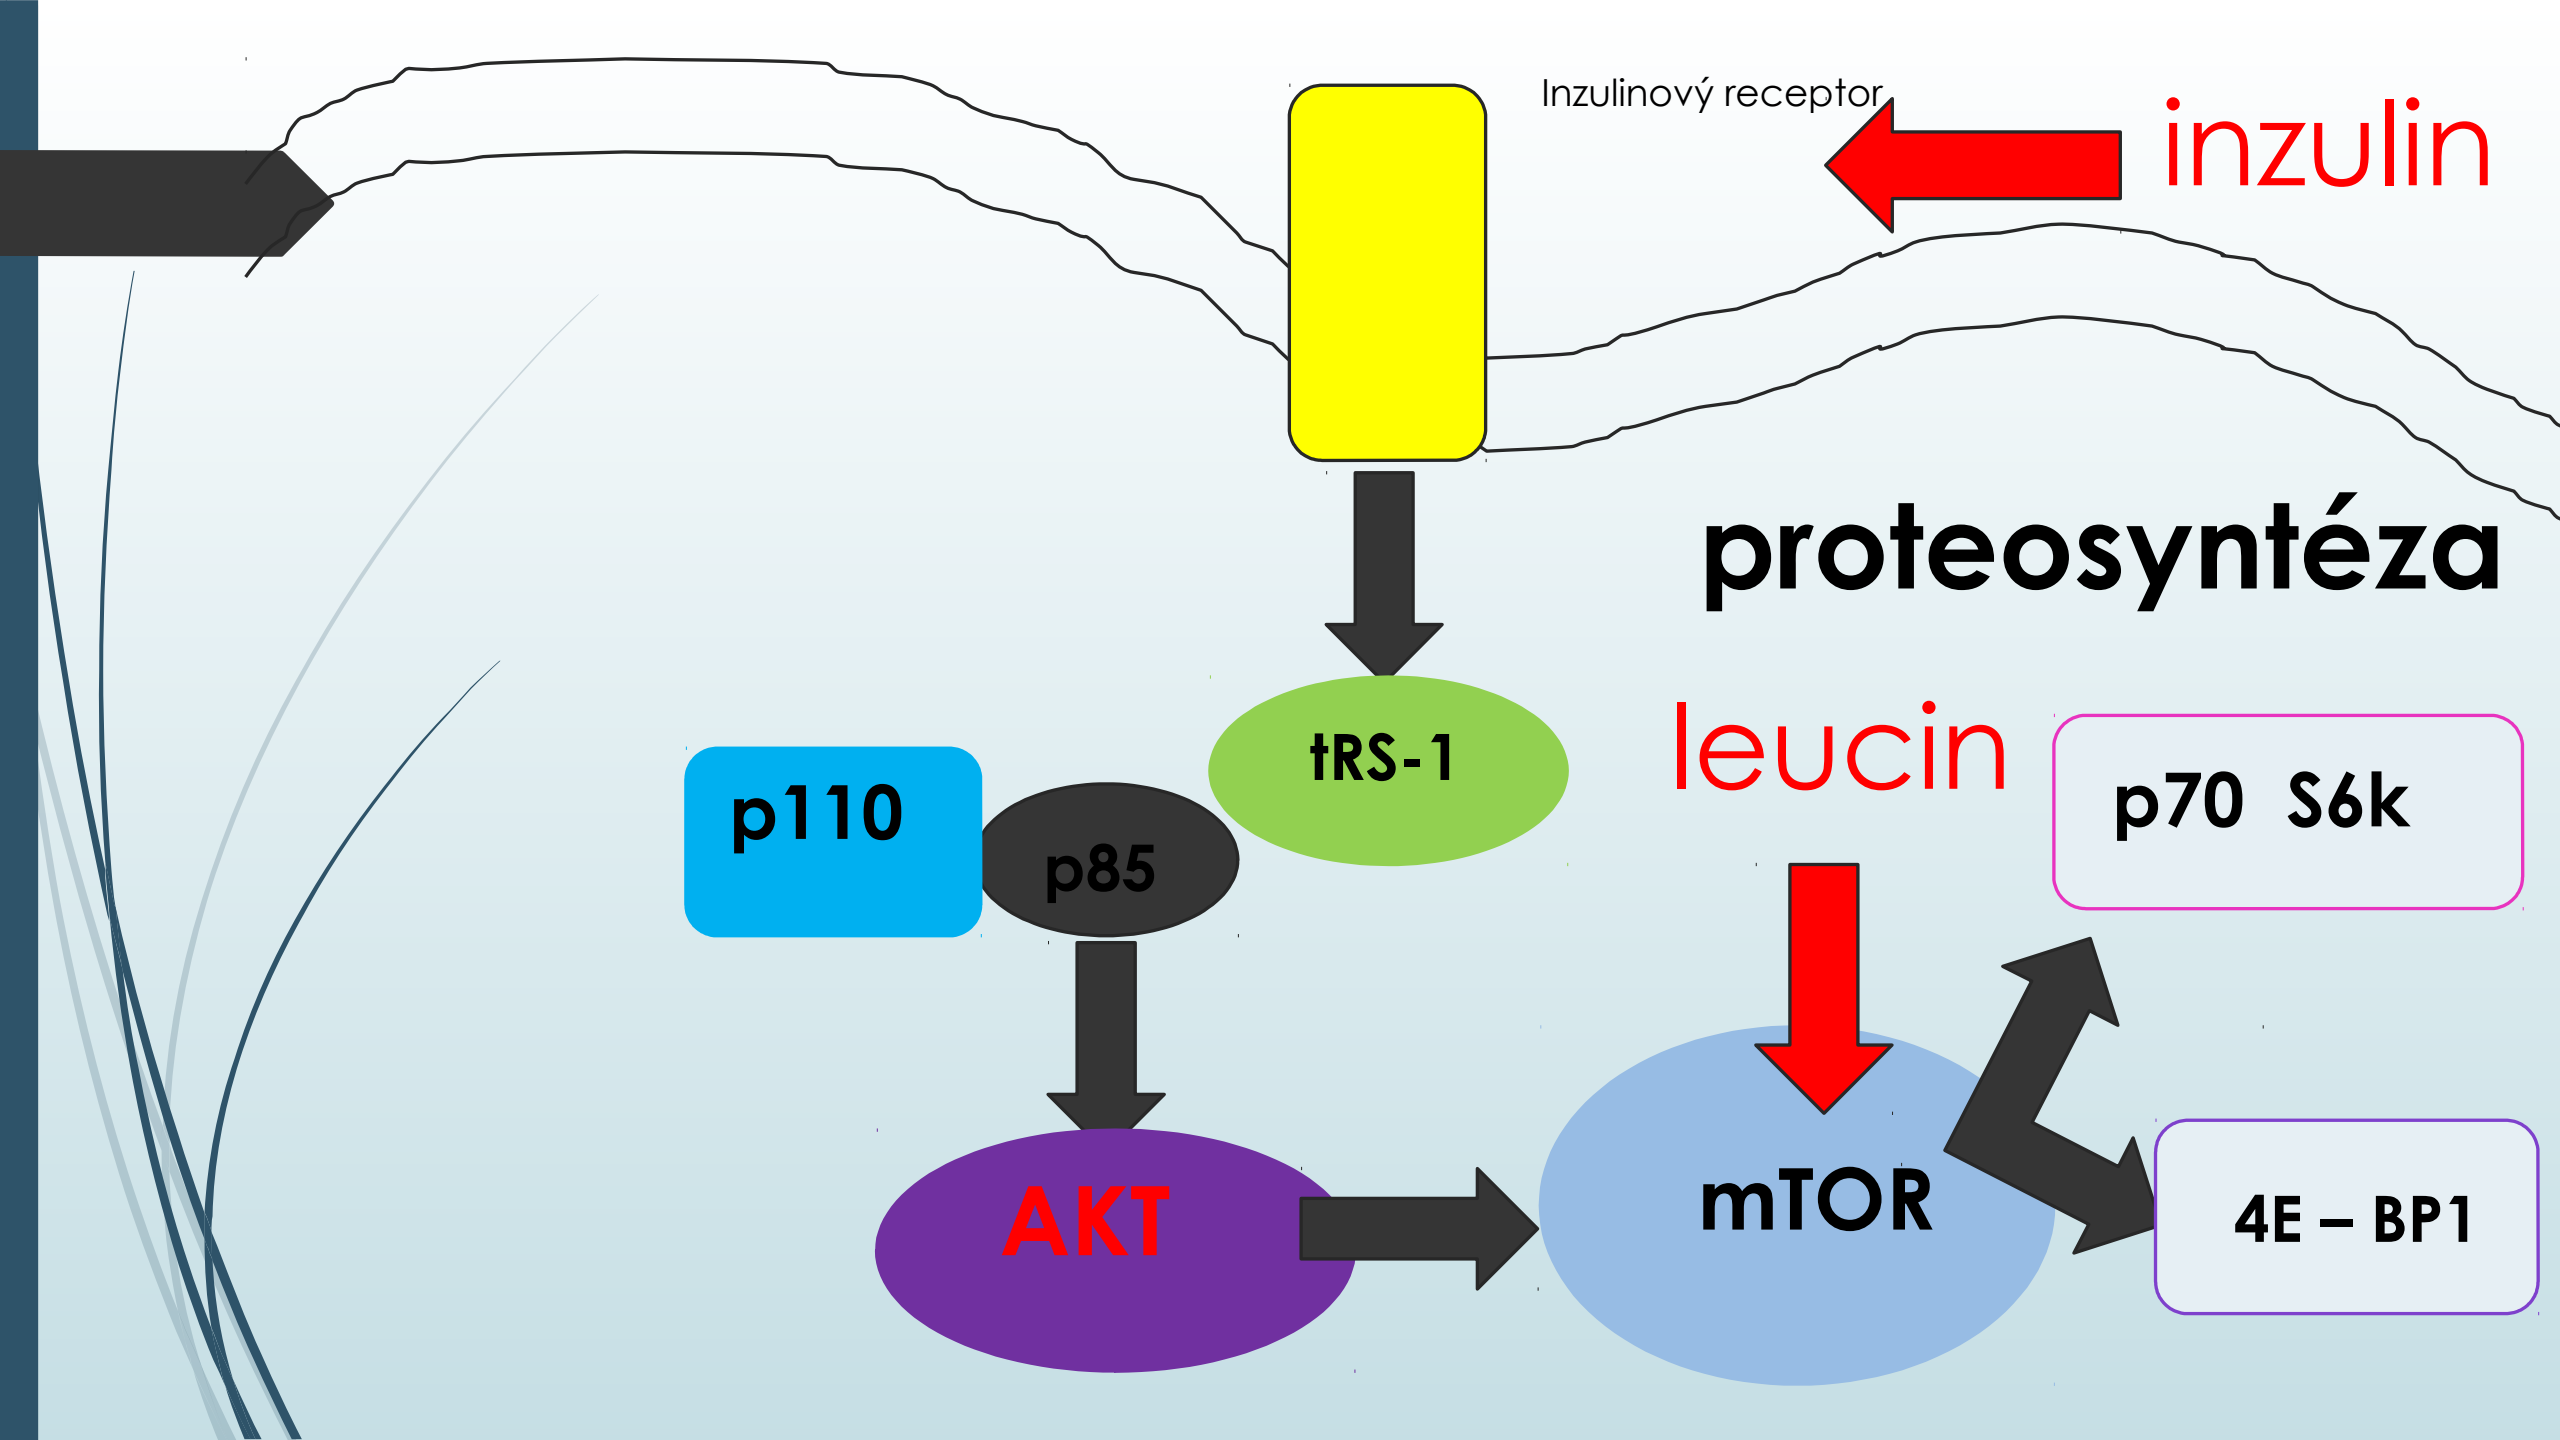 Inzulinový receptor
inzulin
proteosyntéza
leucin
tRS-1
p70 S6k
p110
p85
AKT
mTOR
4E – BP1